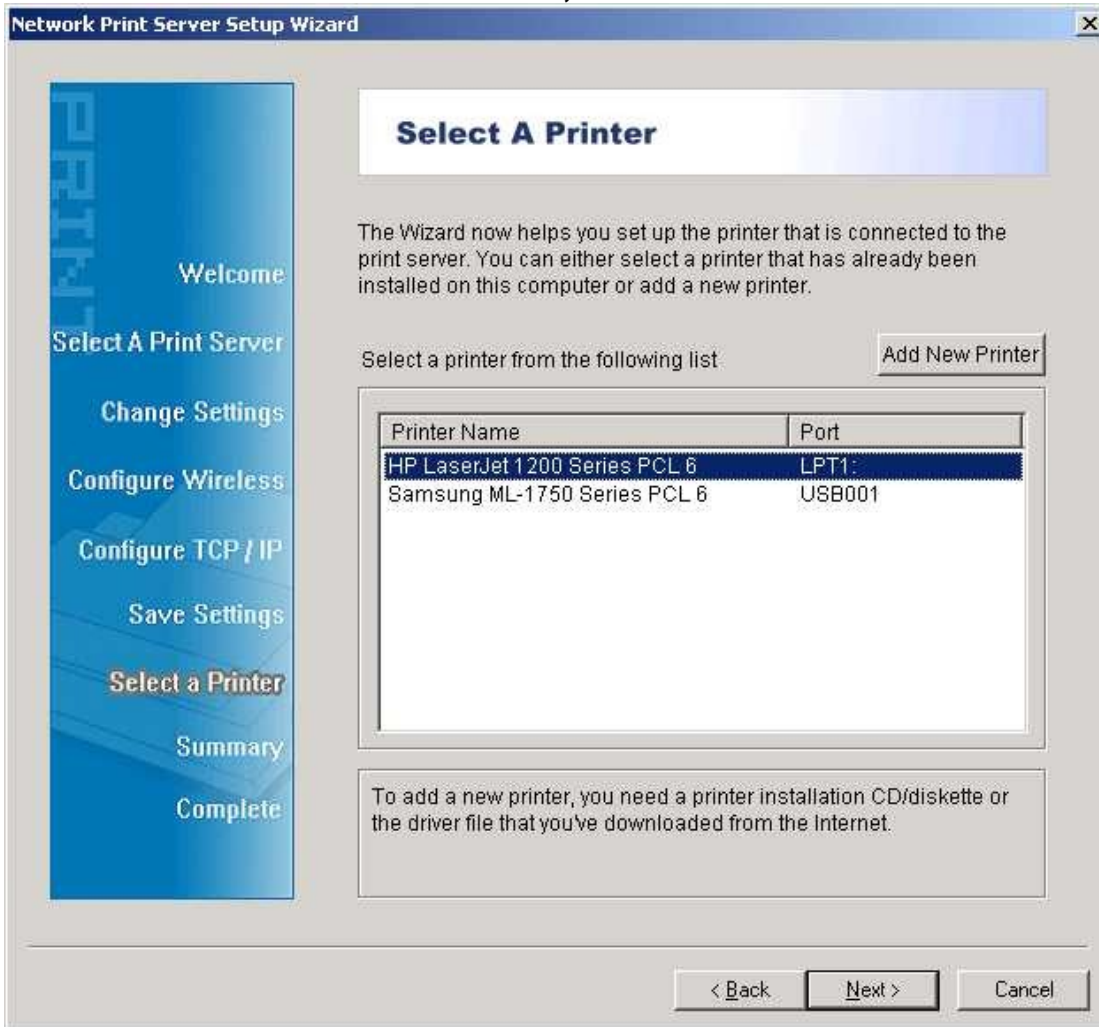 Network Print Server Setup Wizard
PRINT
Welcome
Select A Print Server
Change Settings
Configure Wireless
Configure TCP / IP
Save Settings
Select a Printer
Summary
Complete
Select A Printer
The Wizard now helps you set up the printer that is connected to the
print server. You can either select a printer that has already been
installed on this computer or add a new printer.
Select a printer from the following list
Add New Printer
Printer Name Port
HP LaserJet 1200 Series PCL 6 LPT1:
Samsung ML-1750 Series PCL 6 USB001
To add a new printer, you need a printer installation CD/diskette or
the driver file that you've downloaded from the Internet.
< Back Next > Cancel